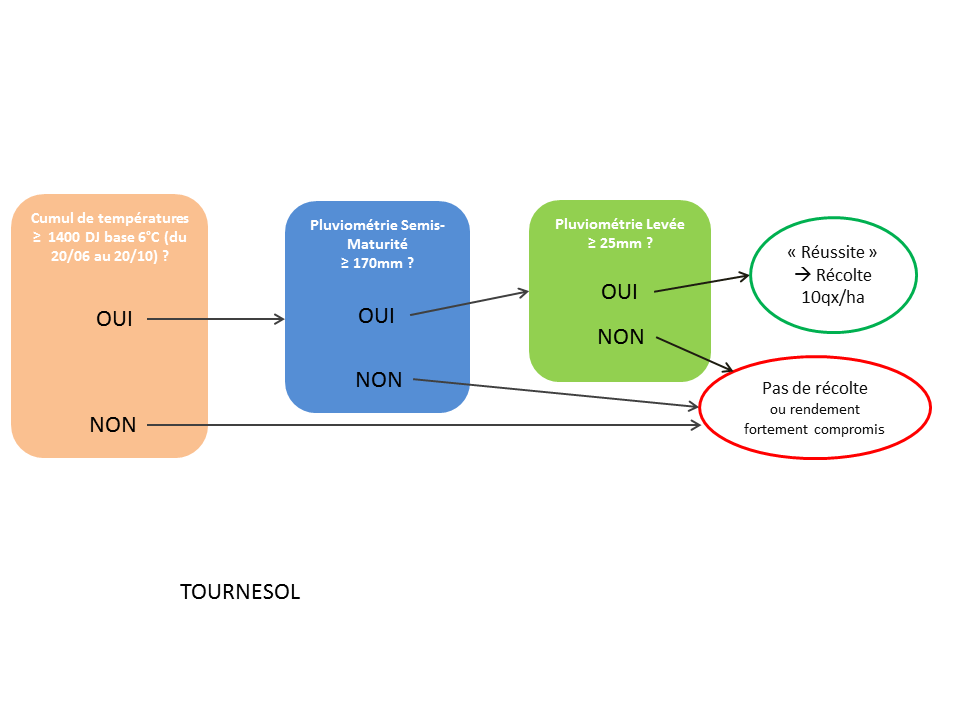 Cumul de températures
≥ 1400 DJ base 6°C (du
20/06 au 20/10) ?
OUI
NON
Pluviométrie Semis-
Maturité
≥ 170mm ?
OUI
NON
Pluviométrie Levée
≥ 25mm ?
OUI
NON
« Réussite »
→ Récolte
10qx/ha
Pas de récolte
ou rendement
fortement compromis
TOURNESOL